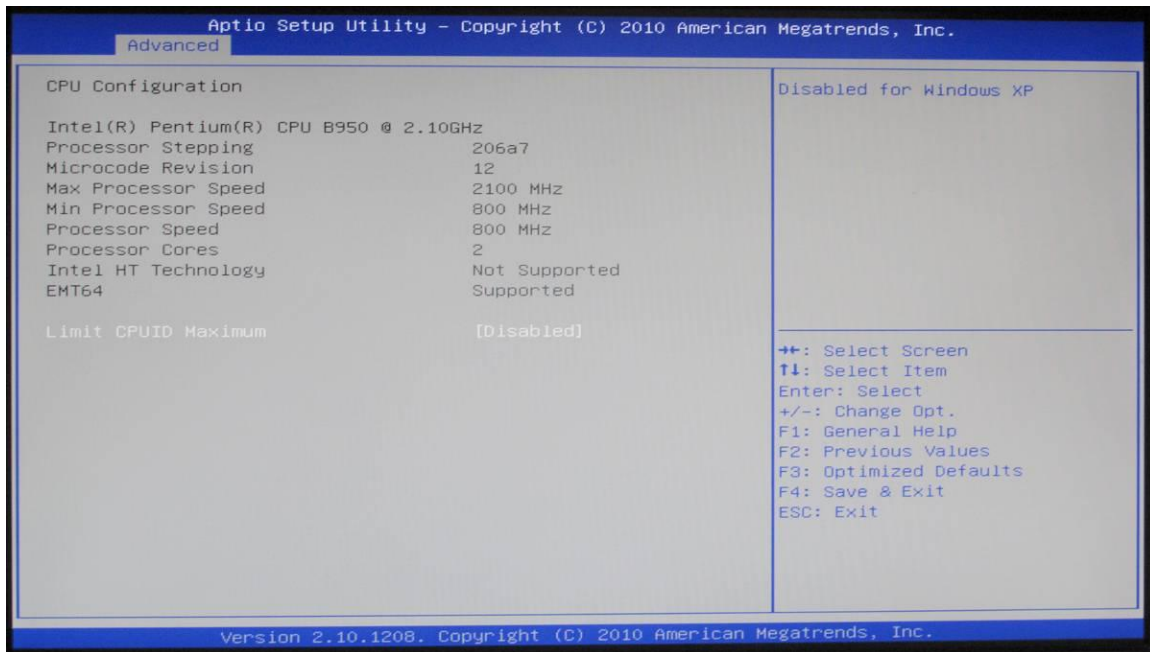 Aptio Setup Utility – Copyright (C) 2010 American Megatrends, Inc.
Advanced
CPU Configuration
Intel(R) Pentium(R) CPU B950 @ 2.10GHz
Processor Stepping 206a7
Microcode Revision 12
Max Processor Speed 2100 MHz
Min Processor Speed 800 MHz
Processor Speed 800 MHz
Processor Cores 2
Intel HT Technology Not Supported
EMT64 Supported
Limit CPUID Maximum [Disabled]
Disabled for Windows XP
→←: Select Screen
↑↓: Select Item
Enter: Select
+/-: Change Opt.
F1: General Help
F2: Previous Values
F3: Optimized Defaults
F4: Save & Exit
ESC: Exit
Version 2.10.1208. Copyright (C) 2010 American Megatrends, Inc.